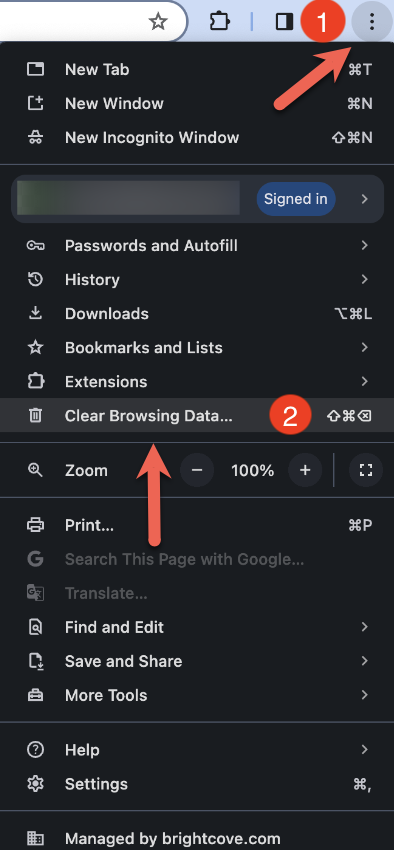 1
New Tab ⌘T
New Window ⌘N
New Incognito Window ⇧⌘N
Signed in
Passwords and Autofill
History
Downloads ⌥⌘L
Bookmarks and Lists
Extensions
Clear Browsing Data... 2 ⇧⌘⌫
Zoom − 100% +
Print... ⌘P
G Search This Page with Google...
Translate...
Find and Edit
Save and Share
More Tools
Help
Settings ⌘,
Managed by brightcove.com